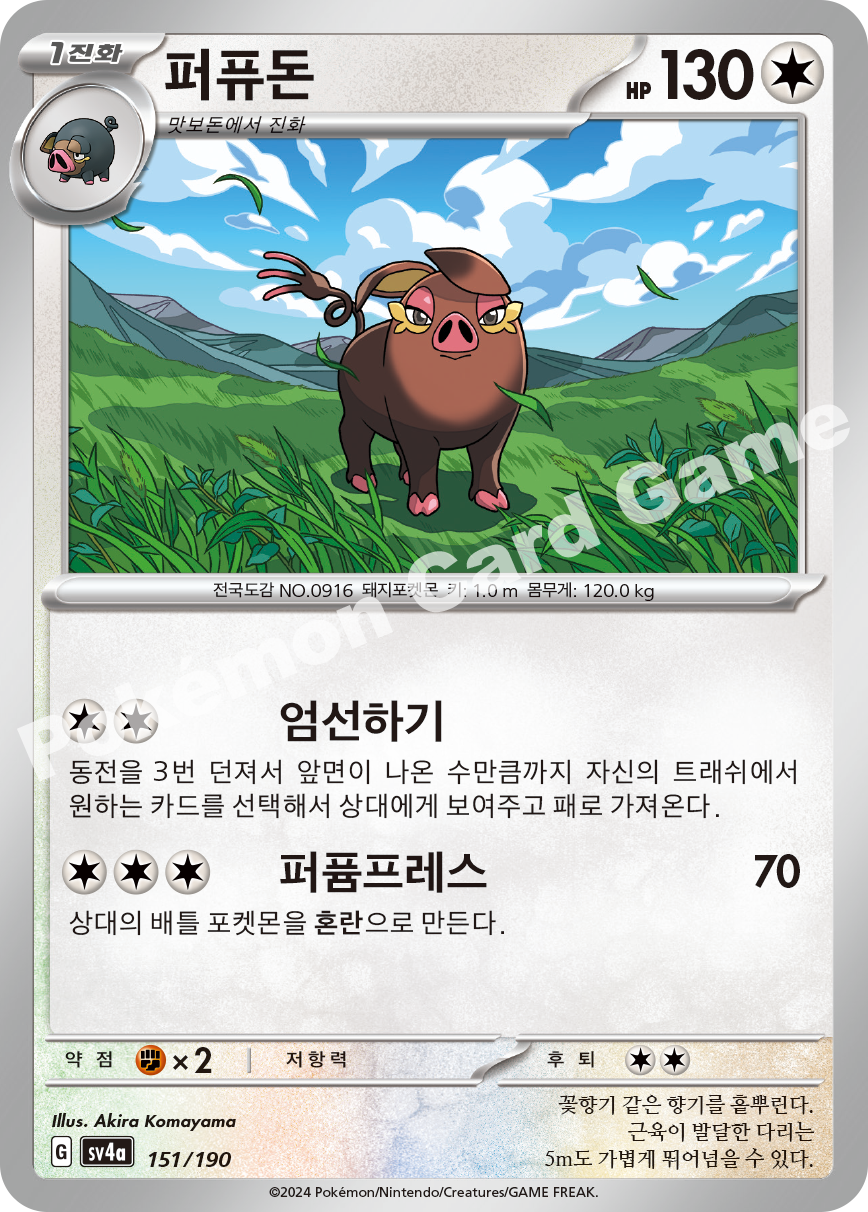 1진화
퍼퓨돈
HP 130
맛보돈에서 진화
전국도감 NO.0916 돼지포켓몬 키: 1.0 m 몸무게: 120.0 kg
엄선하기
동전을 3번 던져서 앞면이 나온 수만큼까지 자신의 트래쉬에서
원하는 카드를 선택해서 상대에게 보여주고 패로 가져온다.
퍼퓸프레스 70
상대의 배틀 포켓몬을 혼란으로 만든다.
약점 ×2 저항력 후퇴
Illus. Akira Komayama
G sv4a 151/190
꽃향기 같은 향기를 흩뿌린다.
근육이 발달한 다리는
5m도 가볍게 뛰어넘을 수 있다.
©2024 Pokémon/Nintendo/Creatures/GAME FREAK.
Pokémon Card Game